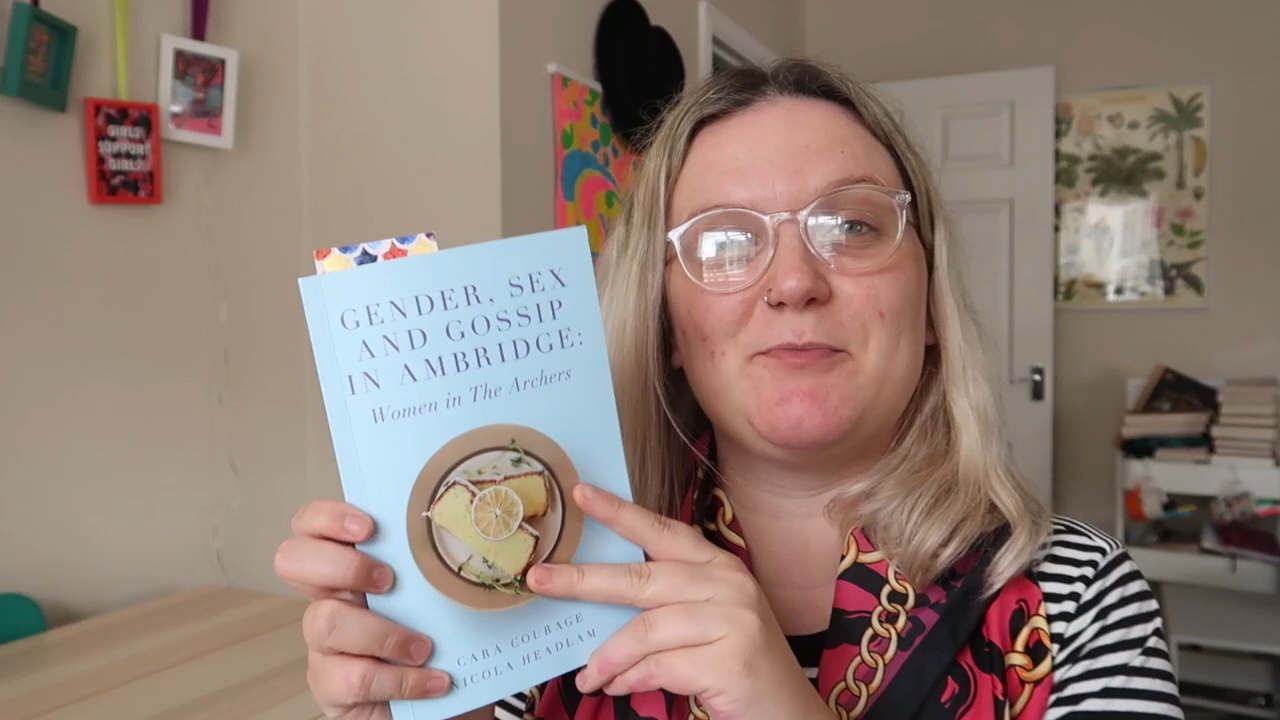 GIRLS
SUPPORT
GIRLS
GENDER, SEX
AND GOSSIP
IN AMBRIDGE:
Women in The Archers
CARA COURAGE
NICOLA HEADLAM